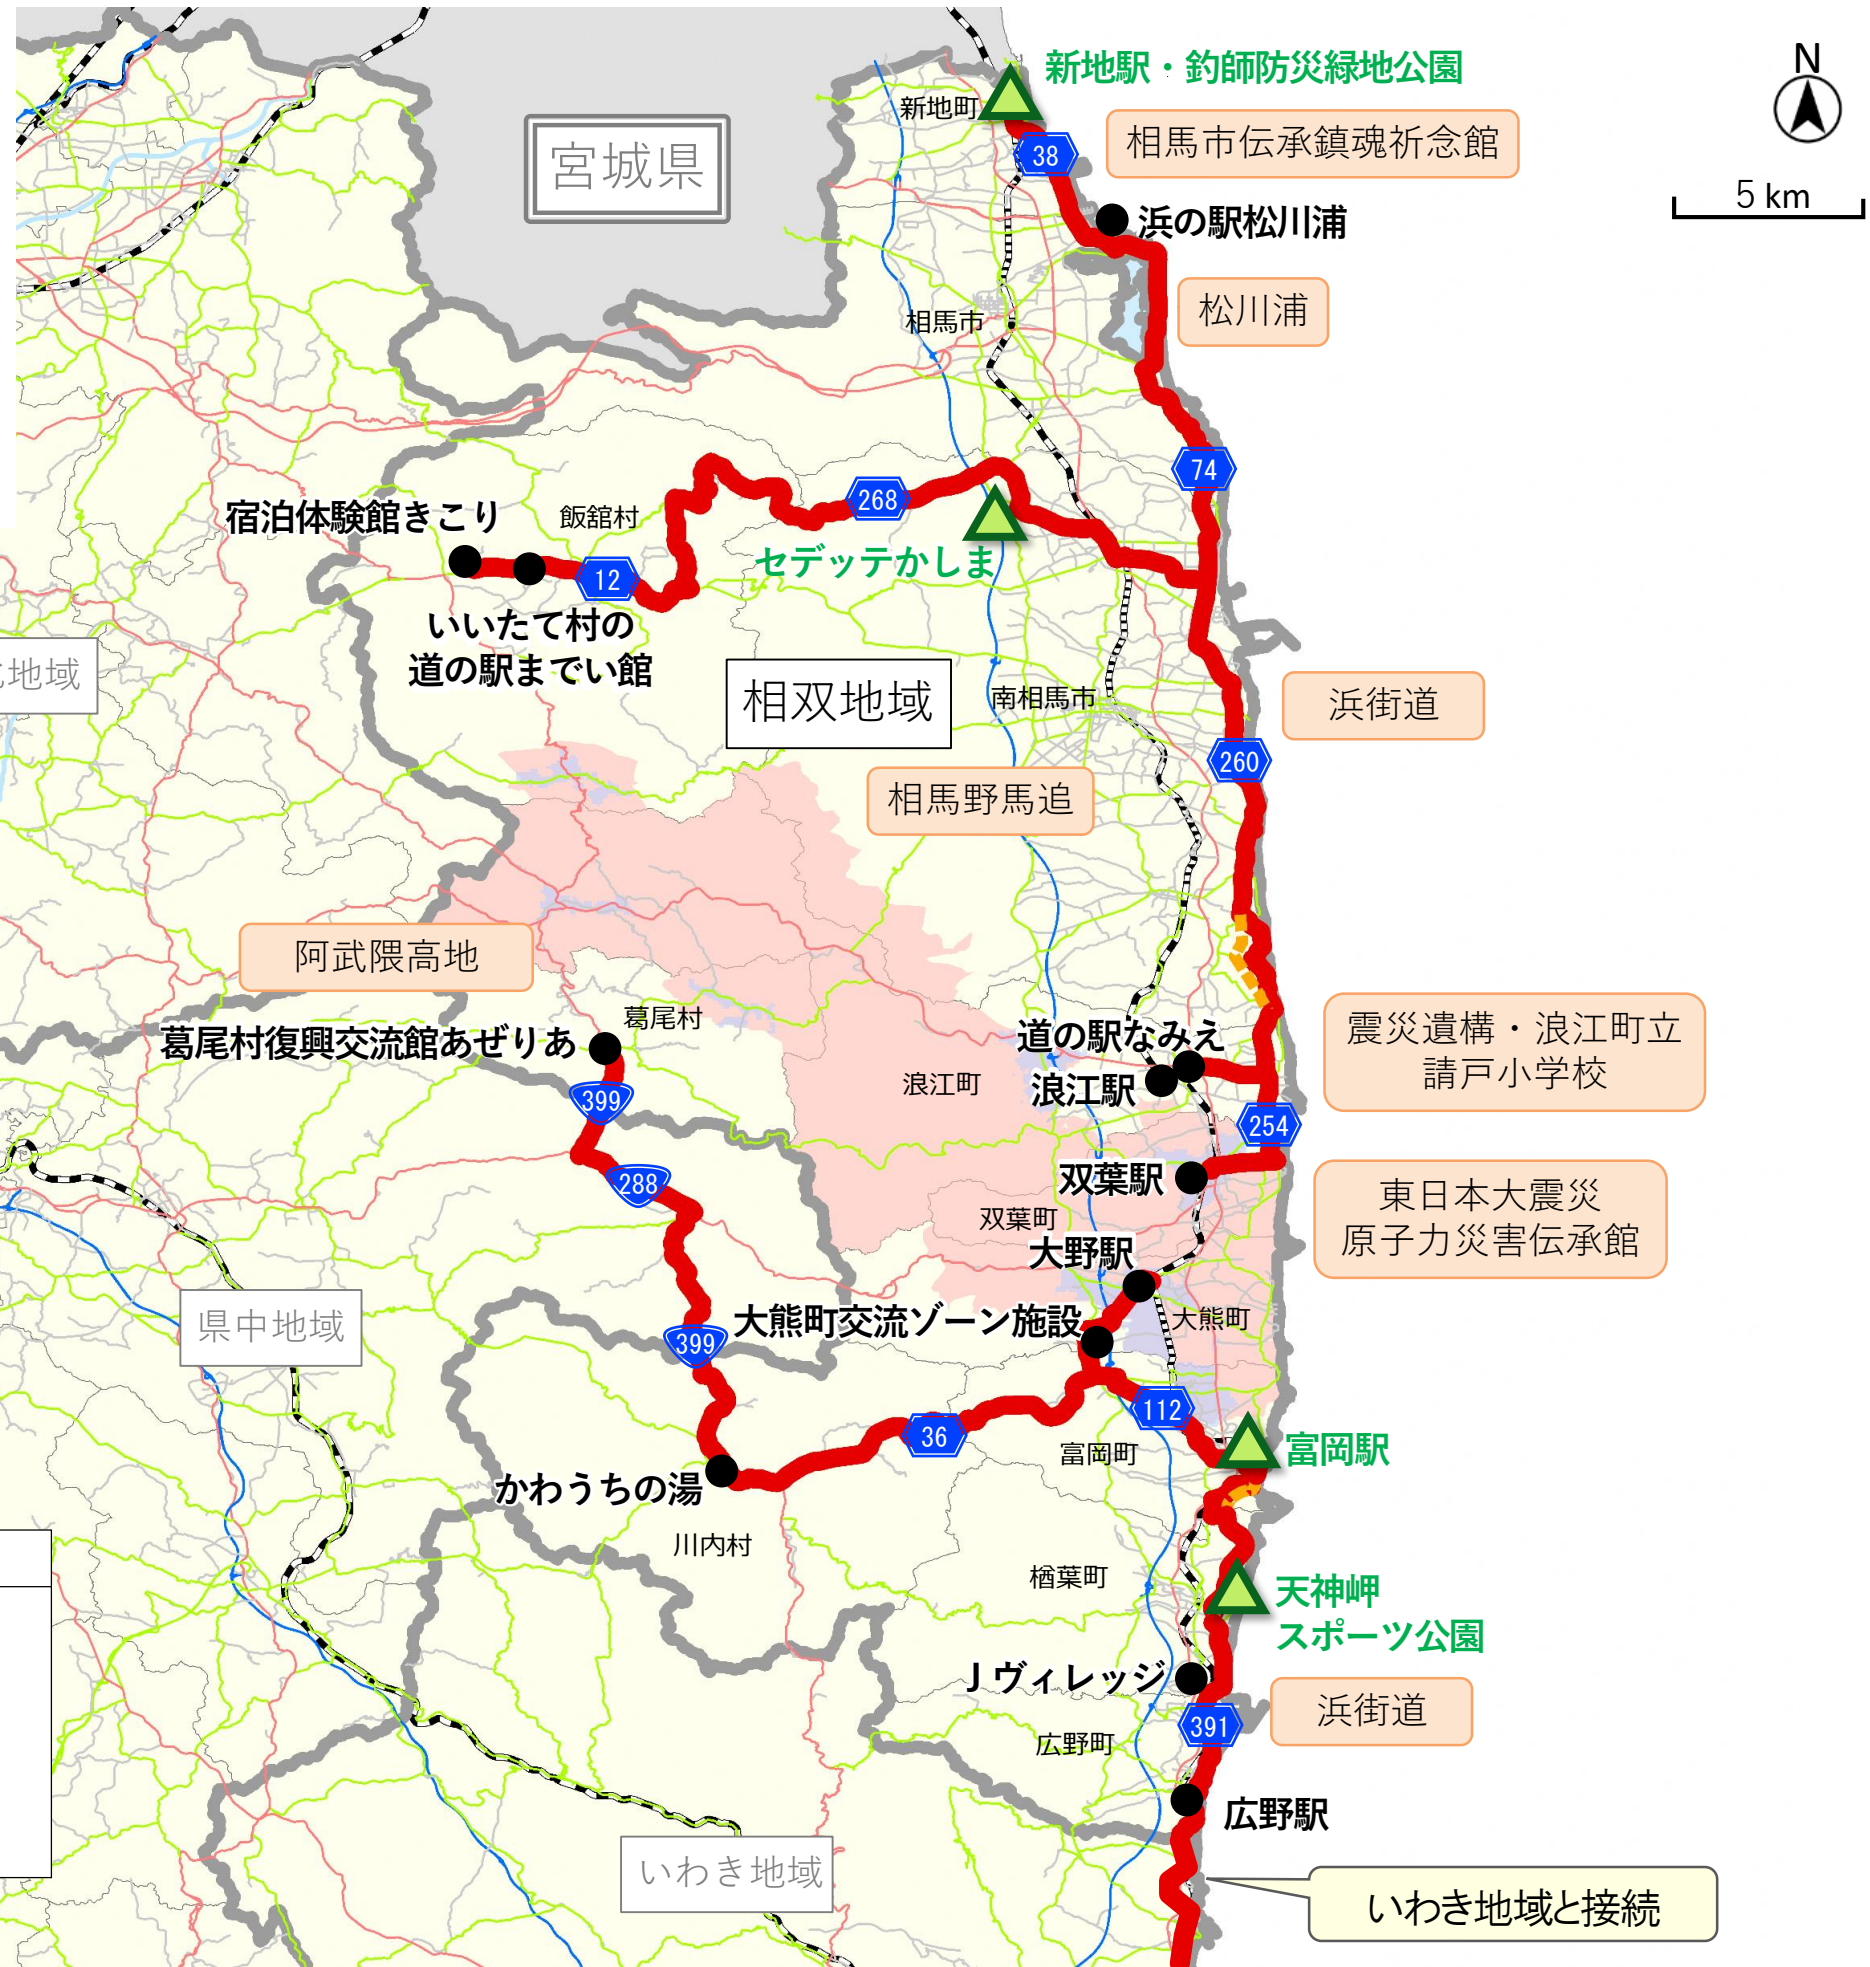 新地駅・釣師防災緑地公園
N
新地町
38
相馬市伝承鎮魂祈念館
宮城県
5 km
浜の駅松川浦
松川浦
相馬市
74
268
宿泊体験館きこり
飯舘村
セデッテかしま
12
いいたて村の
道の駅までい館
地域
相双地域
南相馬市
浜街道
260
相馬野馬追
阿武隈高地
葛尾村
震災遺構・浪江町立
請戸小学校
道の駅なみえ
葛尾村復興交流館あぜりあ
浪江町
浪江駅
399
254
288
双葉駅
東日本大震災
原子力災害伝承館
双葉町
大野駅
県中地域
大熊町交流ゾーン施設
大熊町
399
112
36
富岡町
富岡駅
かわうちの湯
川内村
楢葉町
天神岬
スポーツ公園
Jヴィレッジ
浜街道
391
広野町
広野駅
いわき地域
いわき地域と接続